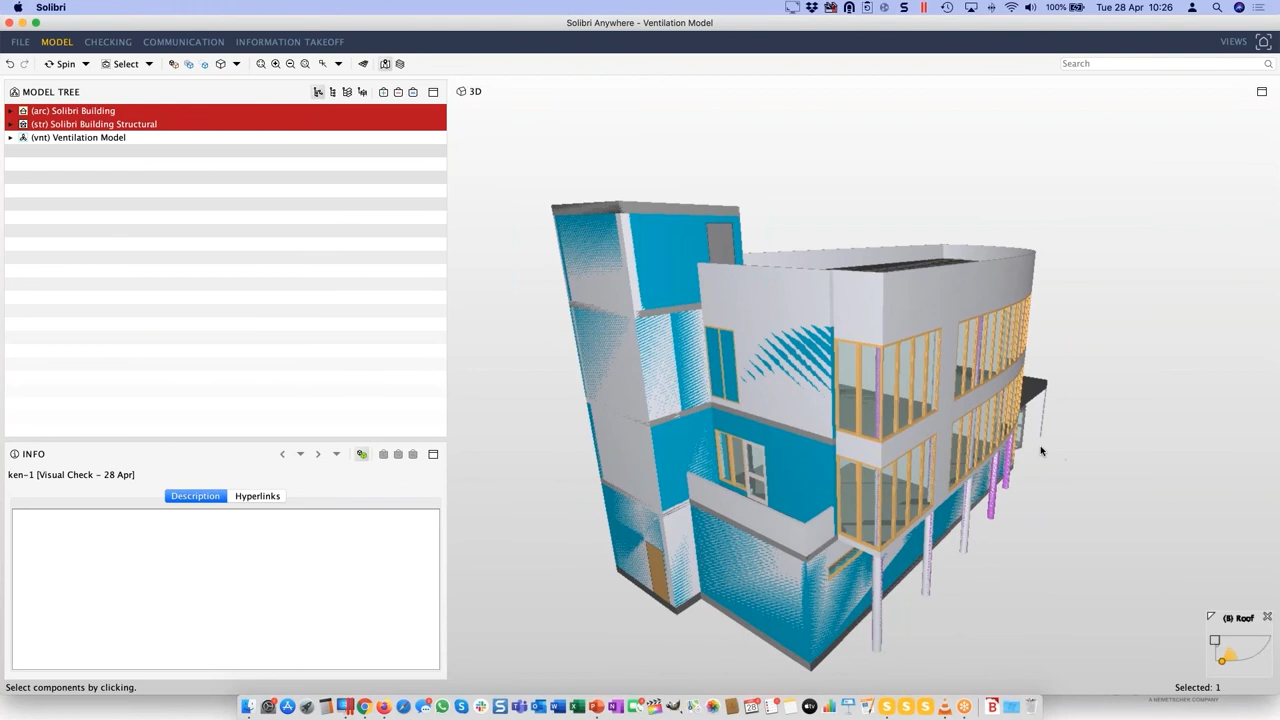 Solibri
100%
Tue 28 Apr 10:26
Solibri Anywhere - Ventilation Model
FILE MODEL CHECKING COMMUNICATION INFORMATION TAKEOFF
VIEWS
Spin Select
Search
MODEL TREE
3D
(arc) Solibri Building
(str) Solibri Building Structural
(vnt) Ventilation Model
INFO
ken-1 [Visual Check - 28 Apr]
Description Hyperlinks
(B) Roof
Select components by clicking.
Selected: 1
A NEMETSCHEK COMPANY